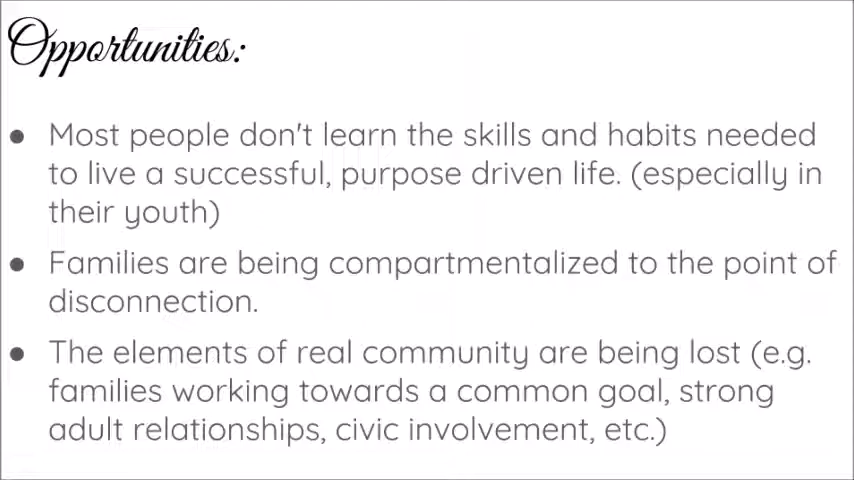 Opportunities:
● Most people don't learn the skills and habits needed
to live a successful, purpose driven life. (especially in
their youth)
● Families are being compartmentalized to the point of
disconnection.
● The elements of real community are being lost (e.g.
families working towards a common goal, strong
adult relationships, civic involvement, etc.)